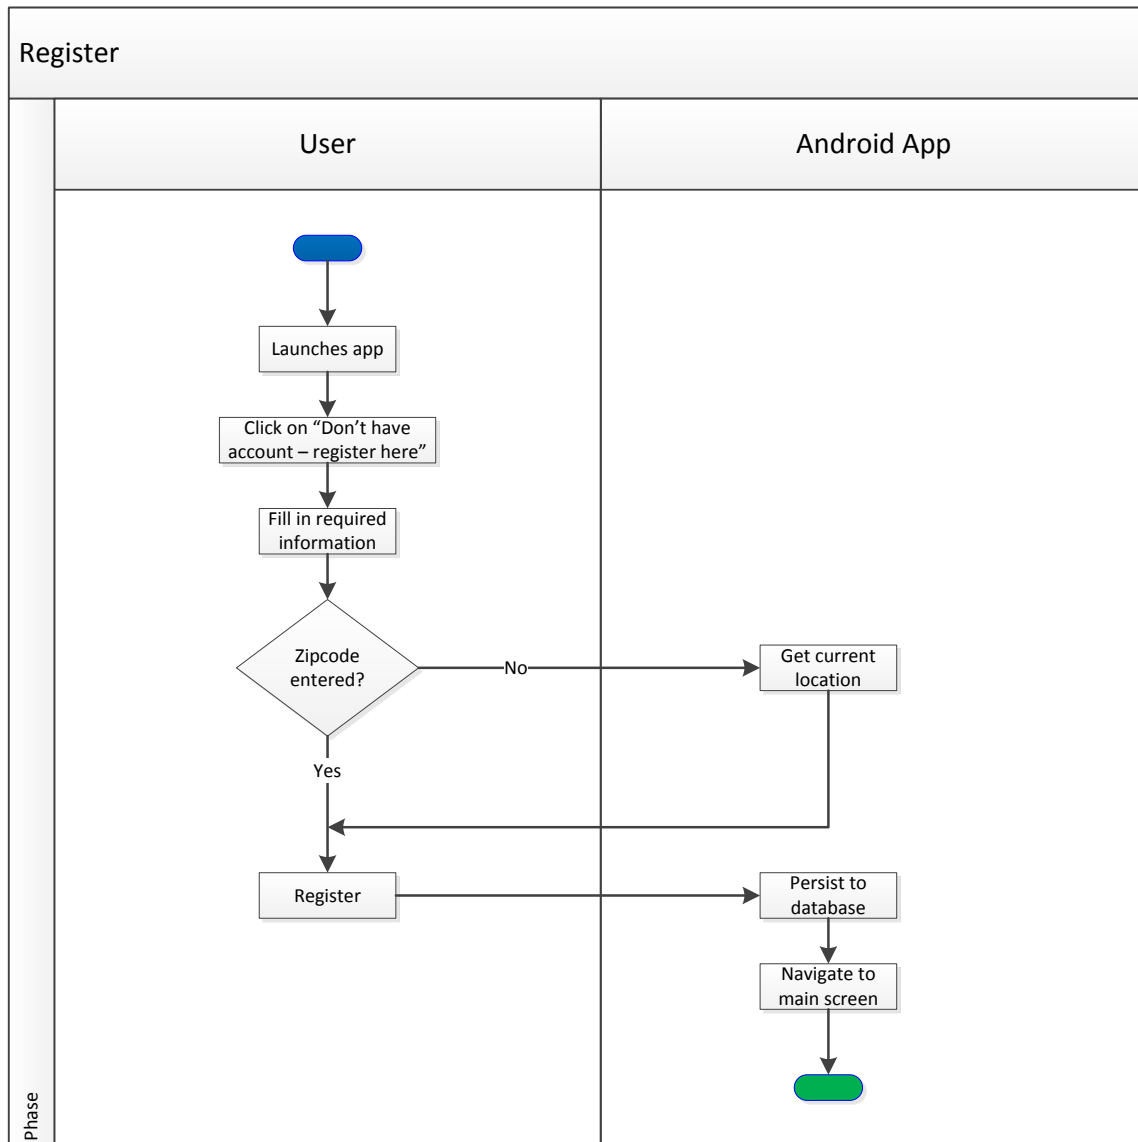 Register
User
Android App
Launches app
Click on “Don’t have
account – register here”
Fill in required
information
Zipcode
entered?
No
Get current
location
Yes
Register
Persist to
database
Navigate to
main screen
Phase